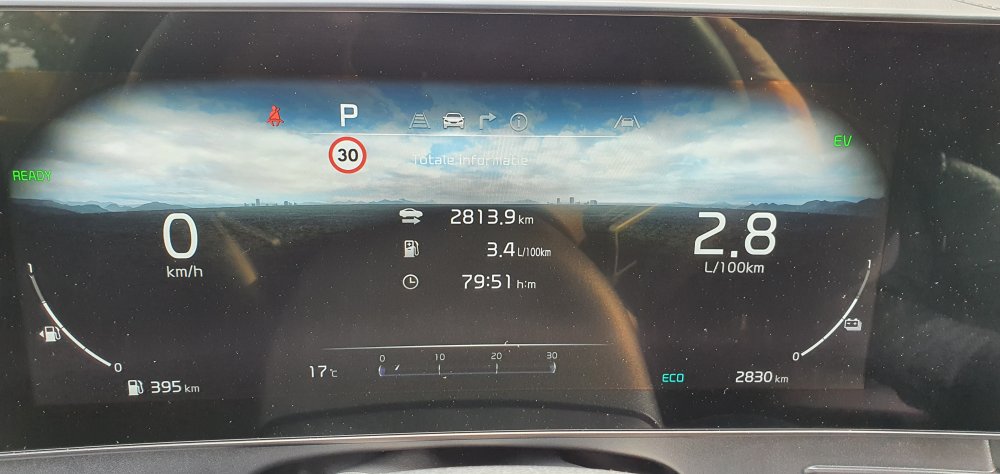 P
30
EV
Totale informatie
READY
0
km/h
2813.9 km
3.4 L/100km
79:51 h:m
2.8
L/100km
1
0
1
0
17°C
0 10 20 30
395 km
ECO
2830 km